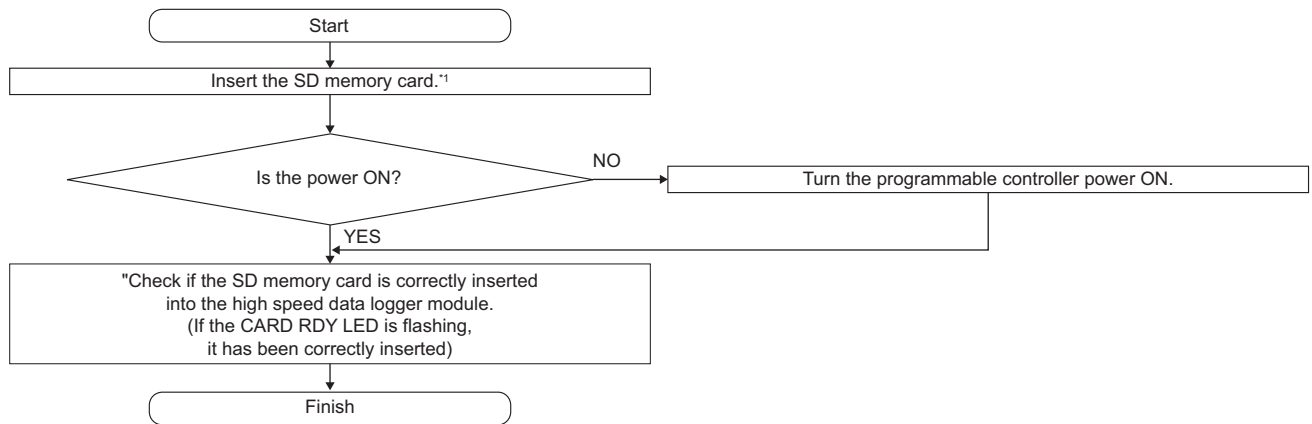 Start
Insert the SD memory card.*1
Is the power ON?
NO
Turn the programmable controller power ON.
YES
"Check if the SD memory card is correctly inserted
into the high speed data logger module.
(If the CARD RDY LED is flashing,
it has been correctly inserted)
Finish